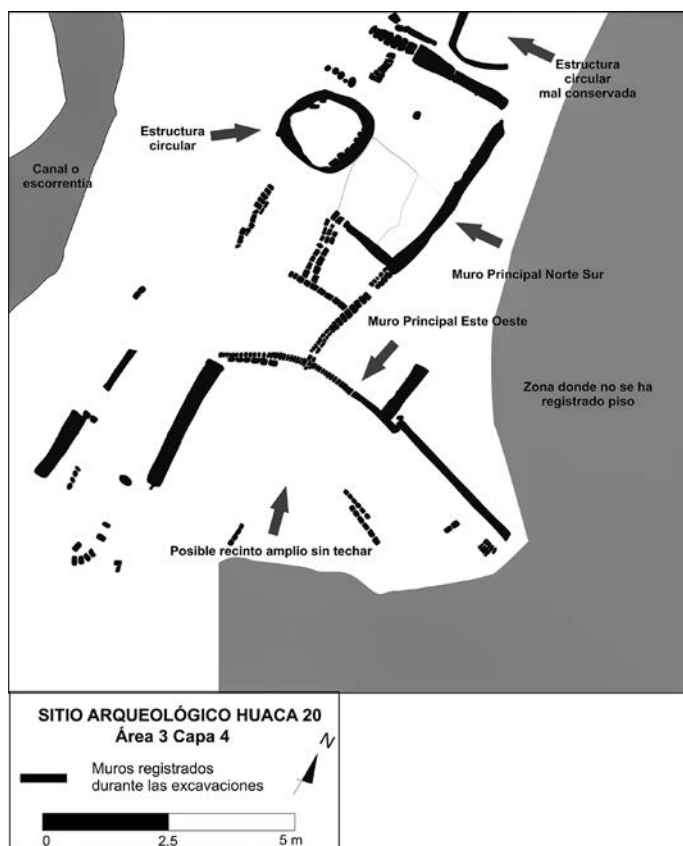 Estructura
circular
mal conservada
Estructura
circular
Canal o
escorrentía
Muro Principal Norte Sur
Muro Principal Este Oeste
Zona donde no se ha
registrado piso
Posible recinto amplio sin techar
SITIO ARQUEOLÓGICO HUACA 20
Área 3 Capa 4
N
Muros registrados
durante las excavaciones
0 2.5 5 m